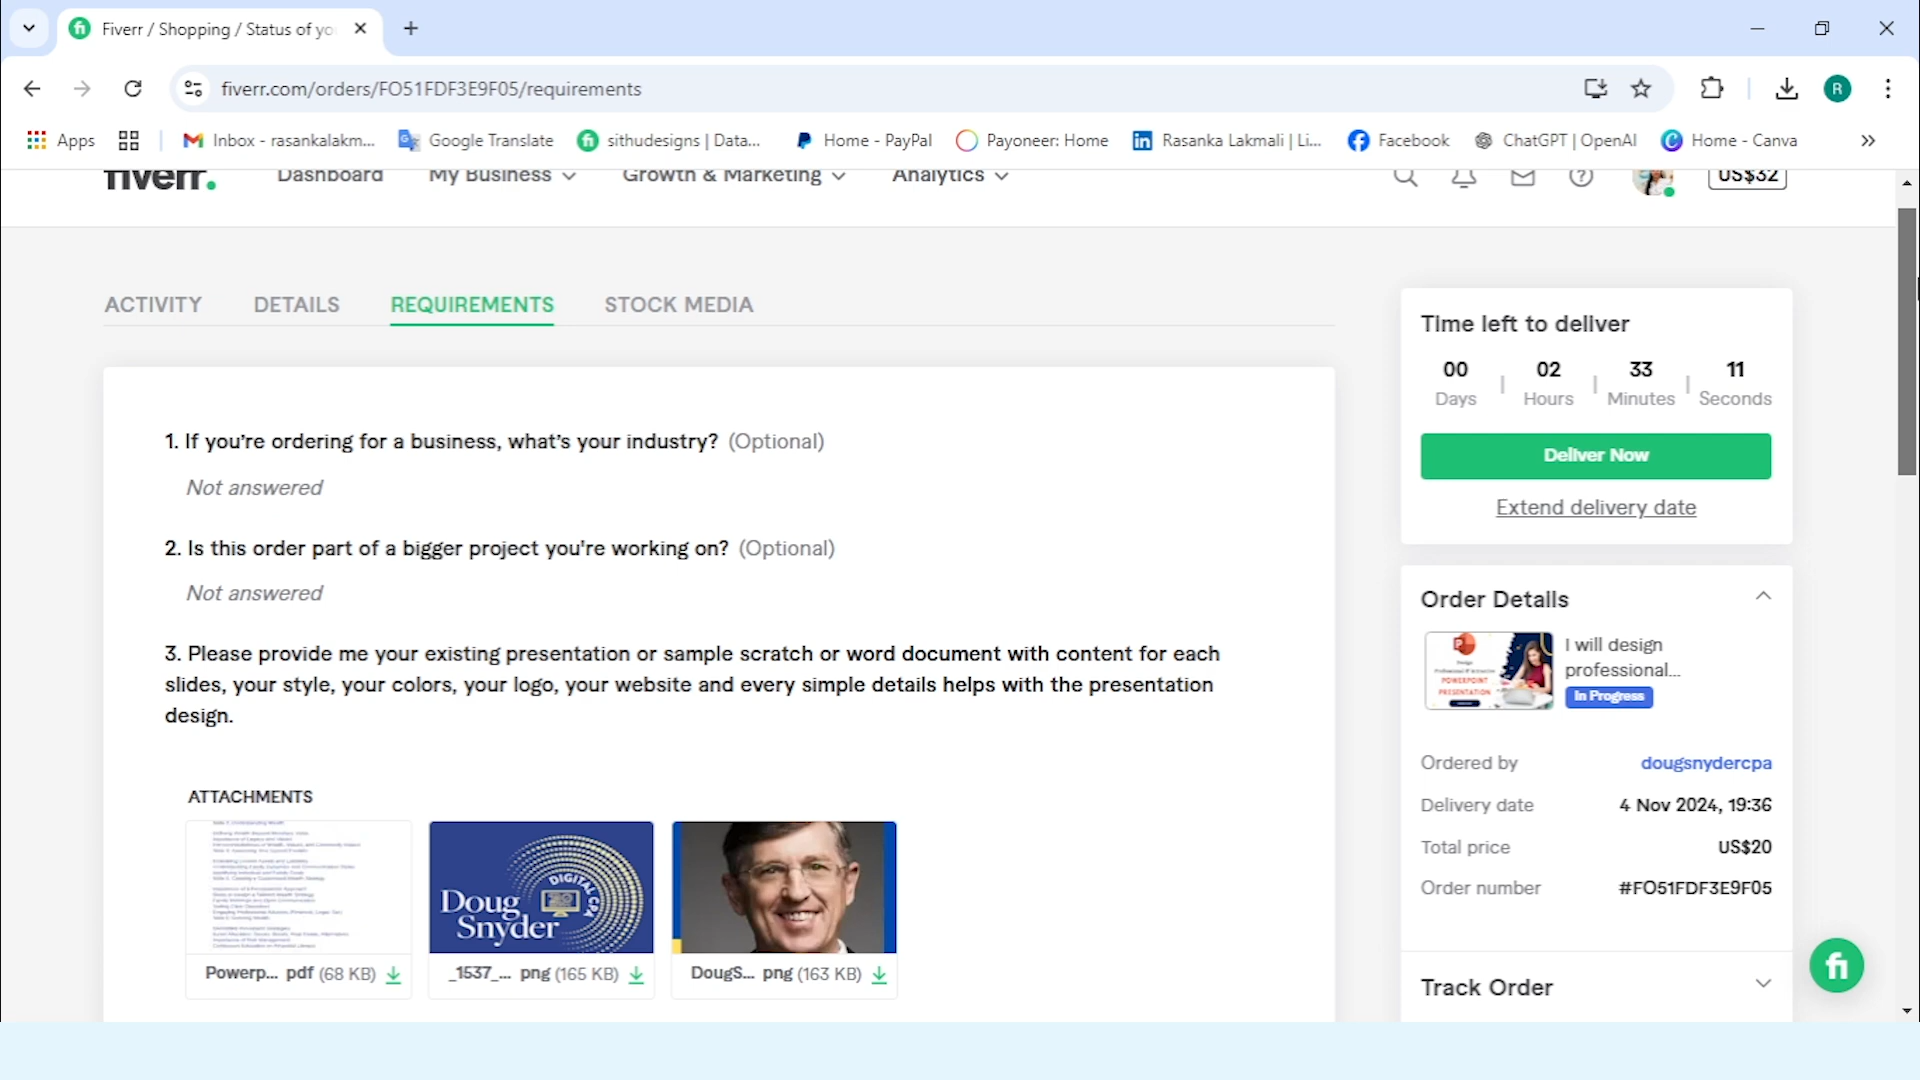 Fiverr / Shopping / Status of yo
fiverr.com/orders/FO51FDF3E9F05/requirements
R
Apps
Inbox - rasankalakm...
Google Translate
sithudesigns | Data...
Home - PayPal
Payoneer: Home
Rasanka Lakmali | Li...
Facebook
ChatGPT | OpenAI
Home - Canva
fiverr.
Dashboard
My Business
Growth & Marketing
Analytics
US$32
ACTIVITY
DETAILS
REQUIREMENTS
STOCK MEDIA
1. If you're ordering for a business, what's your industry? (Optional)
Not answered
2. Is this order part of a bigger project you're working on? (Optional)
Not answered
3. Please provide me your existing presentation or sample scratch or word document with content for each
slides, your style, your colors, your logo, your website and every simple details helps with the presentation
design.
ATTACHMENTS
Doug
Snyder
DIGITAL CPA
Powerp... pdf (68 KB)
_1537_... png (165 KB)
DougS... png (163 KB)
Time left to deliver
00 02 33 11
Days Hours Minutes Seconds
Deliver Now
Extend delivery date
Order Details
POWERPOINT
PRESENTATION
I will design
professional...
In Progress
Ordered by dougsnydercpa
Delivery date 4 Nov 2024, 19:36
Total price US$20
Order number #FO51FDF3E9F05
Track Order
fi